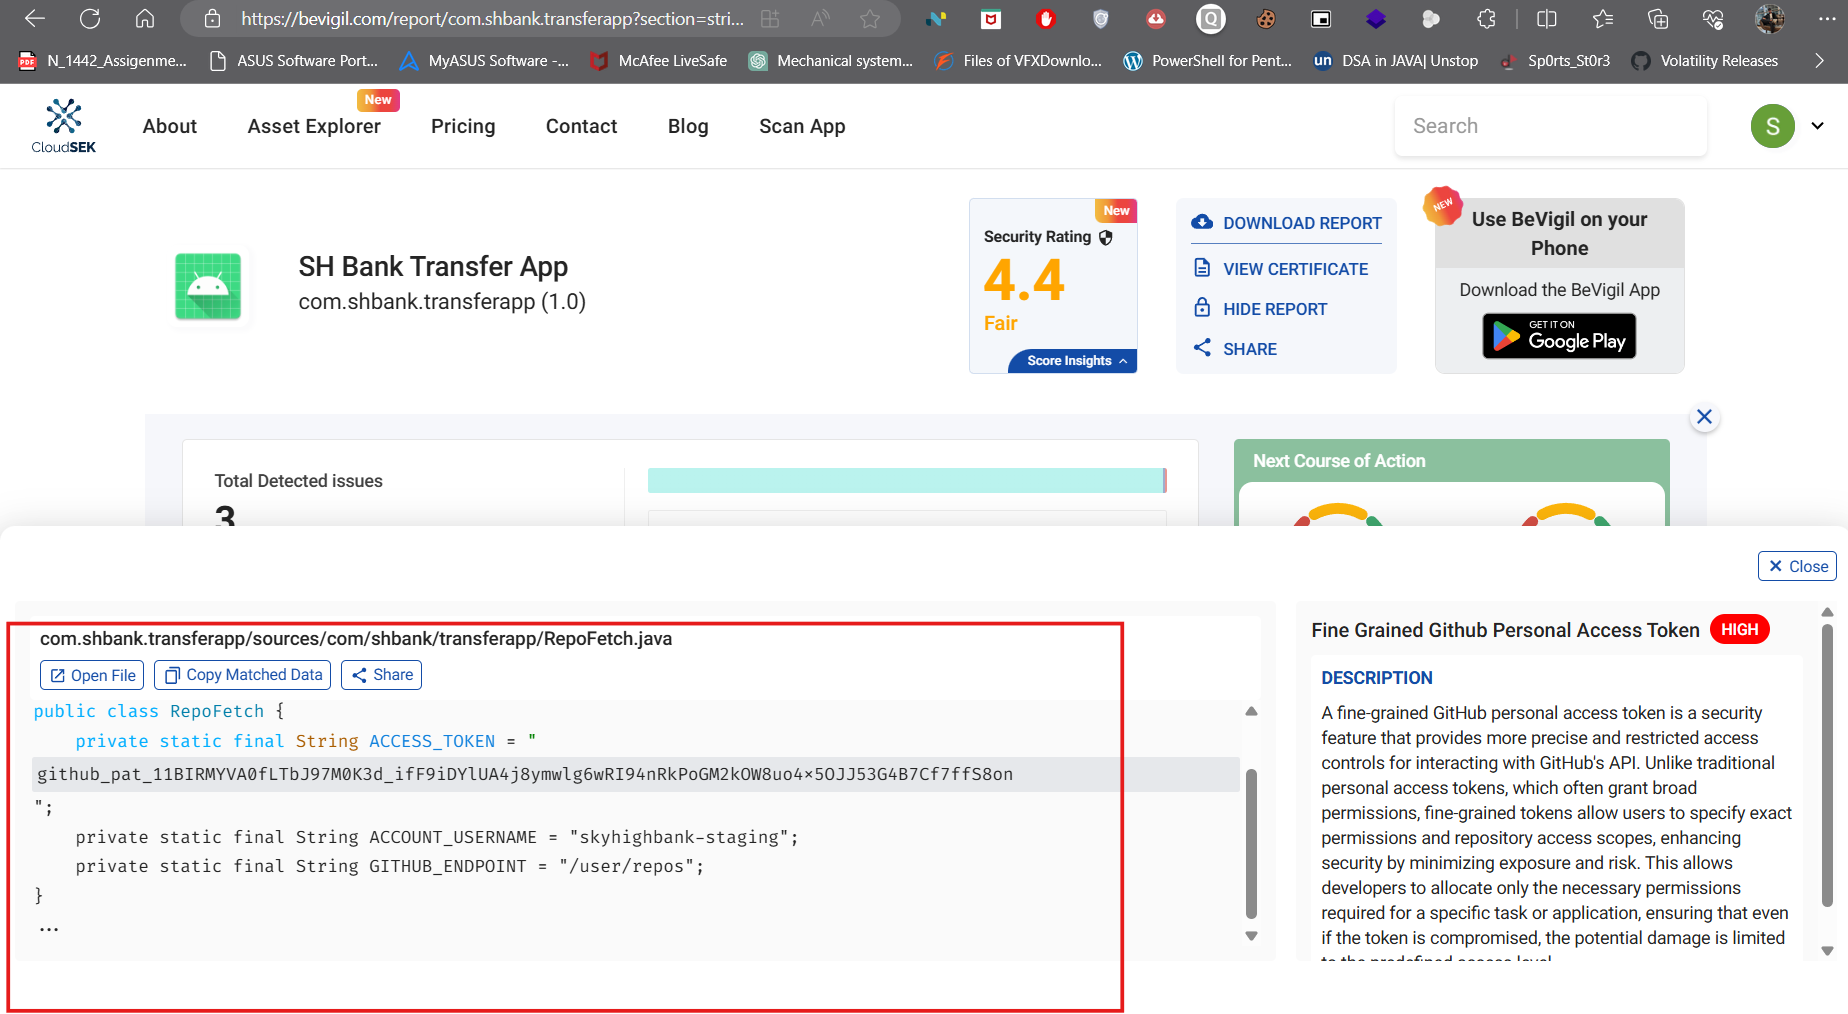 https://bevigil.com/report/com.shbank.transferapp?section=stri...
N_1442_Assigenme...
ASUS Software Port...
MyASUS Software -...
McAfee LiveSafe
Mechanical system...
Files of VFXDownlo...
PowerShell for Pent...
DSA in JAVA| Unstop
Sp0rts_St0r3
Volatility Releases
CloudSEK
About
Asset Explorer
New
Pricing
Contact
Blog
Scan App
Search
S
SH Bank Transfer App
com.shbank.transferapp (1.0)
New
Security Rating
4.4
Fair
Score Insights
DOWNLOAD REPORT
VIEW CERTIFICATE
HIDE REPORT
SHARE
NEW
Use BeVigil on your
Phone
Download the BeVigil App
GET IT ON
Google Play
Total Detected issues
3
Next Course of Action
Close
com.shbank.transferapp/sources/com/shbank/transferapp/RepoFetch.java
Open File
Copy Matched Data
Share
public class RepoFetch {
private static final String ACCESS_TOKEN = "
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
";
private static final String ACCOUNT_USERNAME = "skyhighbank-staging";
private static final String GITHUB_ENDPOINT = "/user/repos";
}
...
Fine Grained Github Personal Access Token
HIGH
DESCRIPTION
A fine-grained GitHub personal access token is a security
feature that provides more precise and restricted access
controls for interacting with GitHub's API. Unlike traditional
personal access tokens, which often grant broad
permissions, fine-grained tokens allow users to specify exact
permissions and repository access scopes, enhancing
security by minimizing exposure and risk. This allows
developers to allocate only the necessary permissions
required for a specific task or application, ensuring that even
if the token is compromised, the potential damage is limited
to the predefined access level.